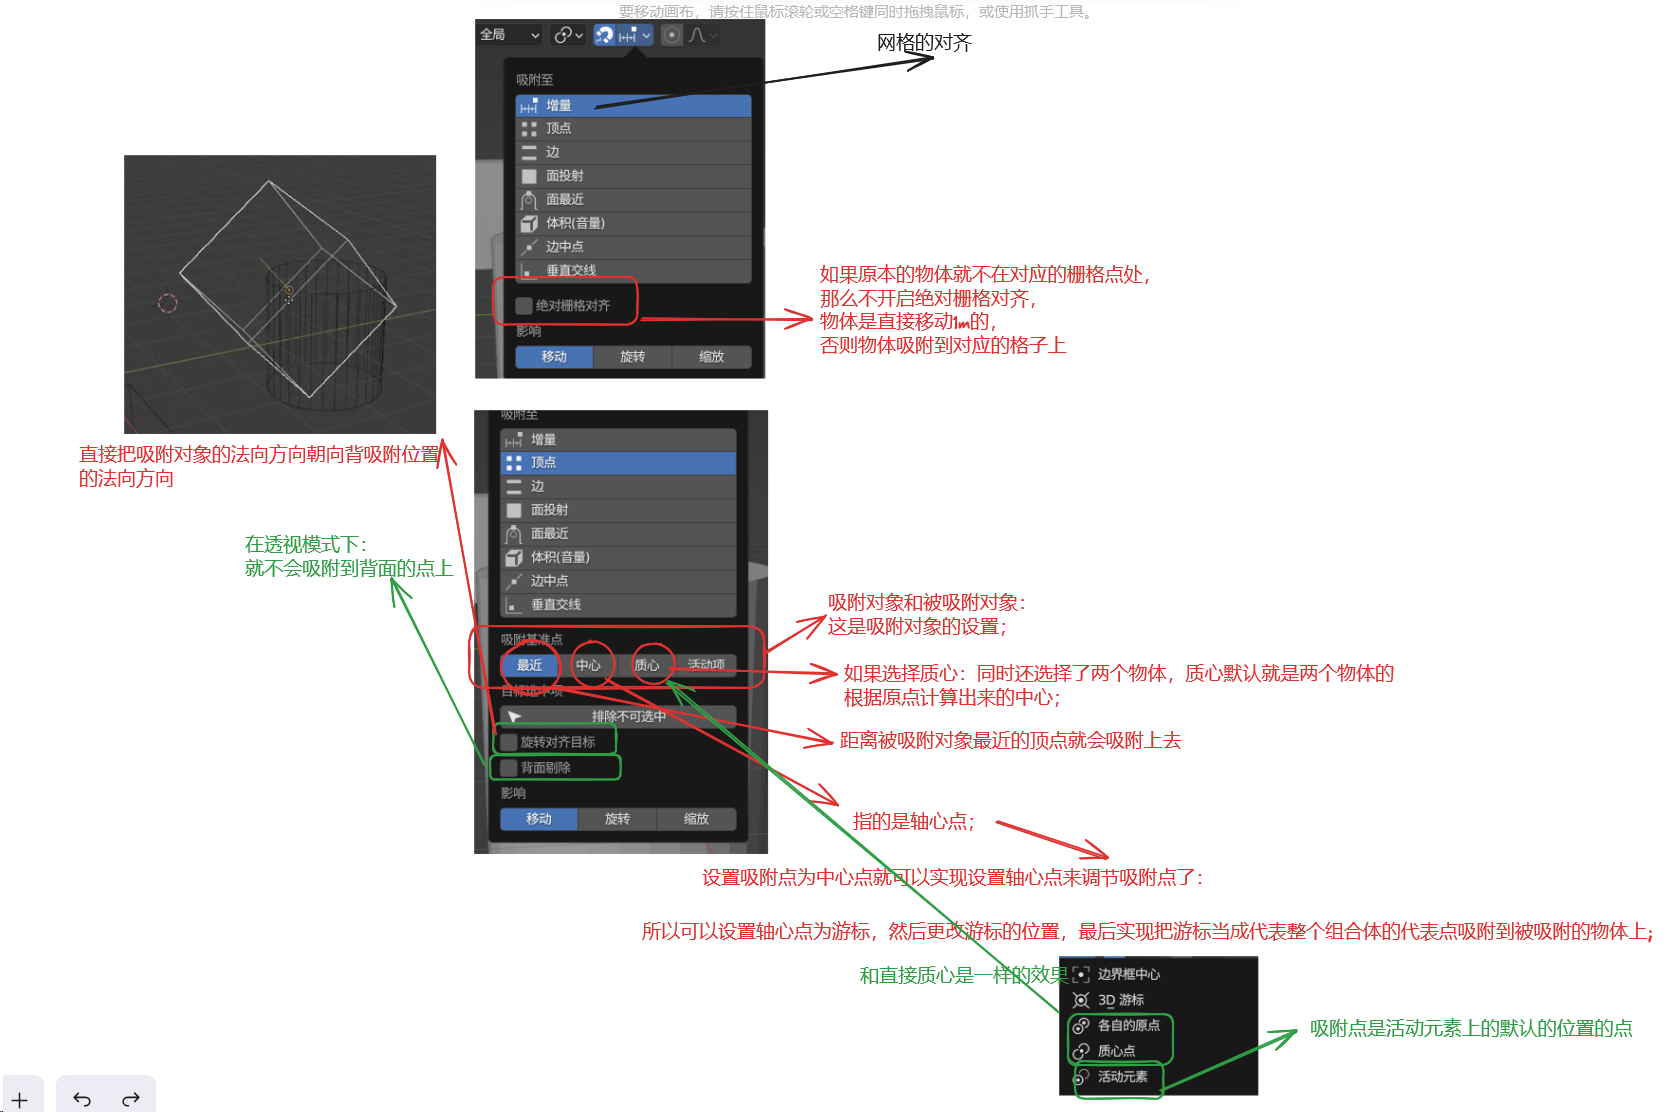 要移动画布，请按住鼠标滚轮或空格键同时拖拽鼠标，或使用抓手工具。
全局
网格的对齐
吸附至
增量
顶点
边
面投射
面最近
体积(音量)
边中点
垂直交线
绝对栅格对齐
影响
移动 旋转 缩放
如果原本的物体就不在对应的栅格点处，
那么不开启绝对栅格对齐，
物体是直接移动1m的，
否则物体吸附到对应的格子上
直接把吸附对象的法向方向朝向背吸附位置
的法向方向
在透视模式下：
就不会吸附到背面的点上
吸附至
增量
顶点
边
面投射
面最近
体积(音量)
边中点
垂直交线
吸附基准点
最近 中心 质心 活动项
目标选中项
排除不可选中
旋转对齐目标
背面剔除
影响
移动 旋转 缩放
吸附对象和被吸附对象：
这是吸附对象的设置；
如果选择质心：同时还选择了两个物体，质心默认就是两个物体的
根据原点计算出来的中心；
距离被吸附对象最近的顶点就会吸附上去
指的是轴心点；
设置吸附点为中心点就可以实现设置轴心点来调节吸附点了：
所以可以设置轴心点为游标，然后更改游标的位置，最后实现把游标当成代表整个组合体的代表点吸附到被吸附的物体上；
和直接质心是一样的效果
边界框中心
3D 游标
各自的原点
质心点
活动元素
吸附点是活动元素上的默认的位置的点